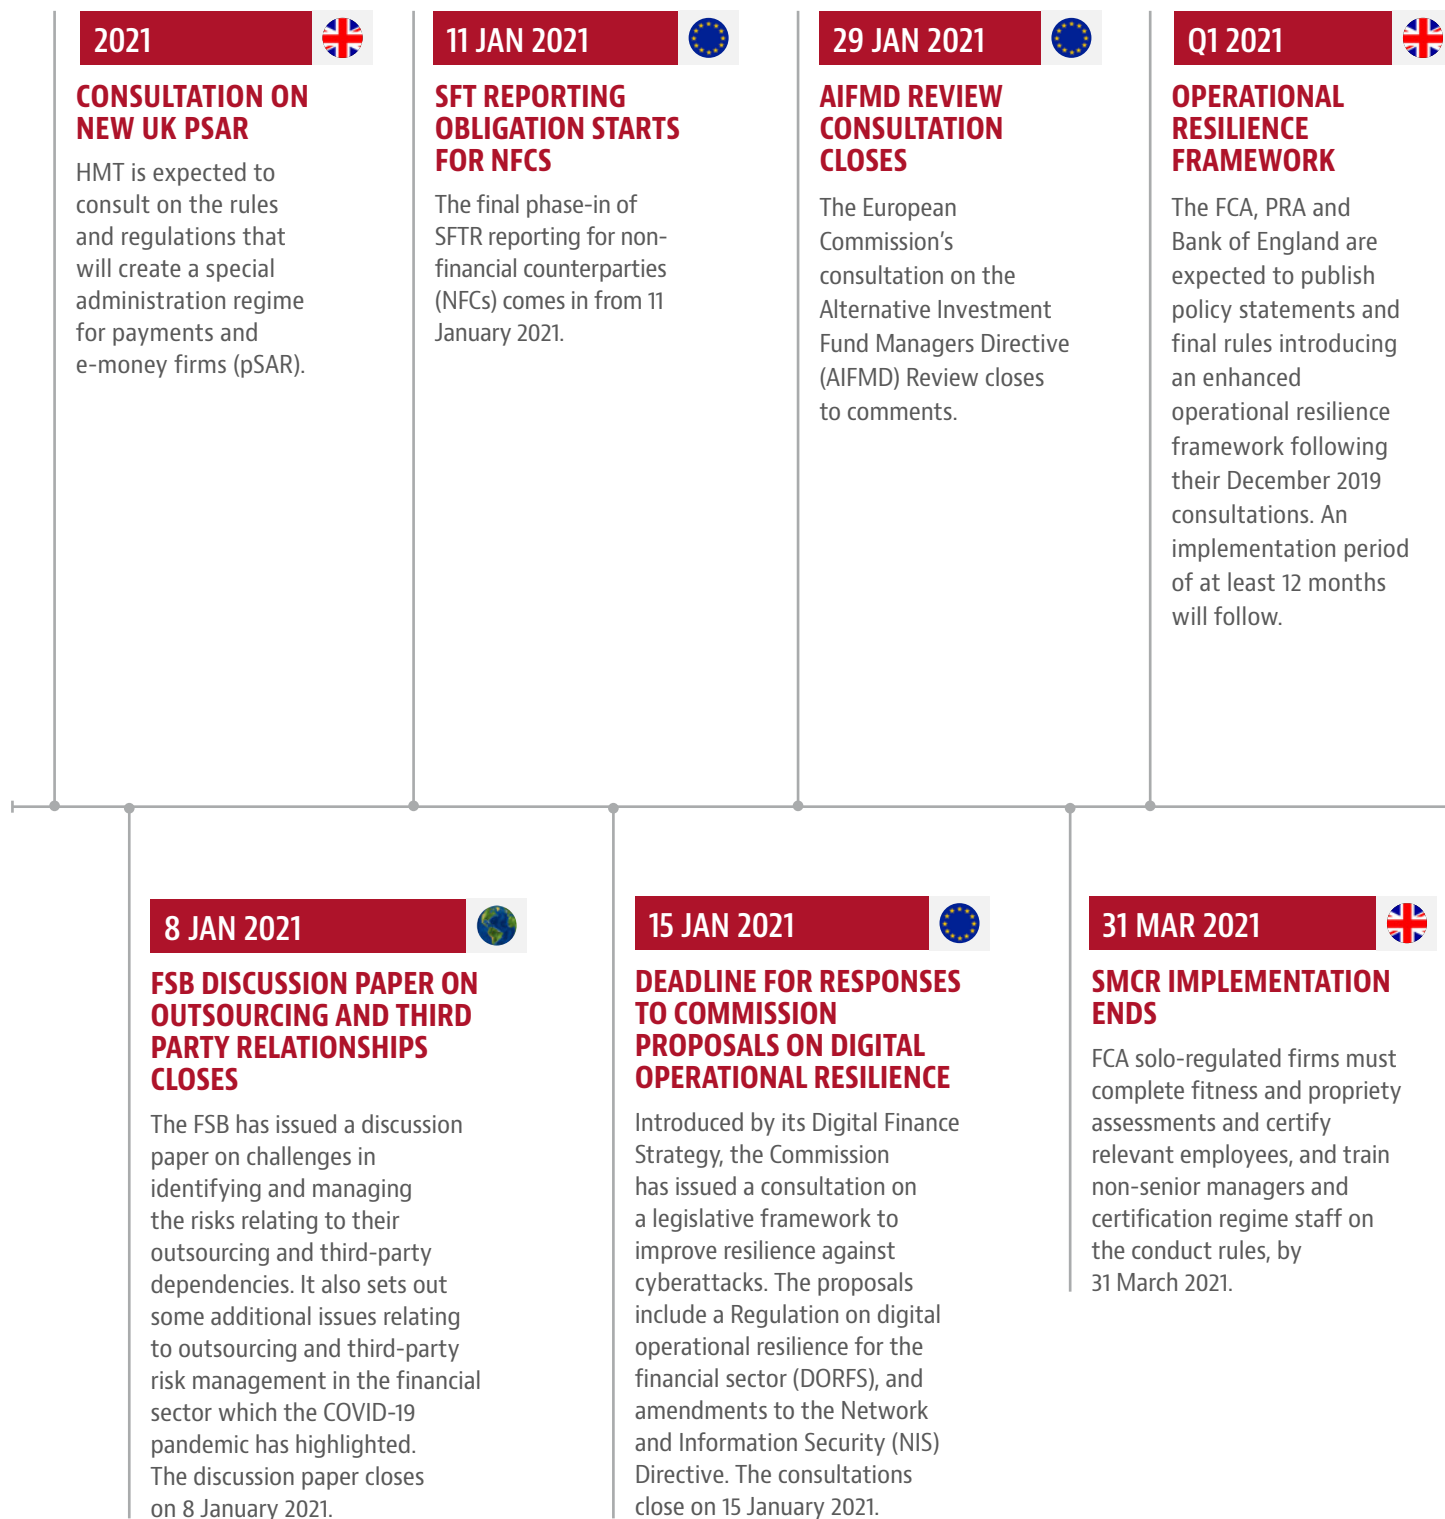 2021
CONSULTATION ON
NEW UK PSAR
HMT is expected to
consult on the rules
and regulations that
will create a special
administration regime
for payments and
e-money firms (pSAR).
11 JAN 2021
SFT REPORTING
OBLIGATION STARTS
FOR NFCS
The final phase-in of
SFTR reporting for non-
financial counterparties
(NFCs) comes in from 11
January 2021.
29 JAN 2021
AIFMD REVIEW
CONSULTATION
CLOSES
The European
Commission's
consultation on the
Alternative Investment
Fund Managers Directive
(AIFMD) Review closes
to comments.
Q1 2021
OPERATIONAL
RESILIENCE
FRAMEWORK
The FCA, PRA and
Bank of England are
expected to publish
policy statements and
final rules introducing
an enhanced
operational resilience
framework following
their December 2019
consultations. An
implementation period
of at least 12 months
will follow.
8 JAN 2021
FSB DISCUSSION PAPER ON
OUTSOURCING AND THIRD
PARTY RELATIONSHIPS
CLOSES
The FSB has issued a discussion
paper on challenges in
identifying and managing
the risks relating to their
outsourcing and third-party
dependencies. It also sets out
some additional issues relating
to outsourcing and third-party
risk management in the financial
sector which the COVID-19
pandemic has highlighted.
The discussion paper closes
on 8 January 2021.
15 JAN 2021
DEADLINE FOR RESPONSES
TO COMMISSION
PROPOSALS ON DIGITAL
OPERATIONAL RESILIENCE
Introduced by its Digital Finance
Strategy, the Commission
has issued a consultation on
a legislative framework to
improve resilience against
cyberattacks. The proposals
include a Regulation on digital
operational resilience for the
financial sector (DORFS), and
amendments to the Network
and Information Security (NIS)
Directive. The consultations
close on 15 January 2021.
31 MAR 2021
SMCR IMPLEMENTATION
ENDS
FCA solo-regulated firms must
complete fitness and propriety
assessments and certify
relevant employees, and train
non-senior managers and
certification regime staff on
the conduct rules, by
31 March 2021.